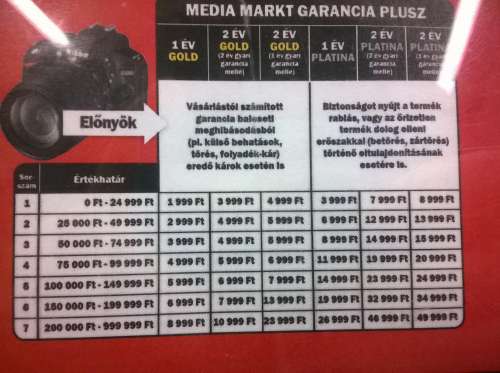 MEDIA MARKT GARANCIA PLUSZ
1 ÉV GOLD
2 ÉV GOLD (2 év gyári garancia mellé)
2 ÉV GOLD (1 év gyári garancia mellé)
1 ÉV PLATINA
2 ÉV PLATINA (2 év gyári garancia mellé)
2 ÉV PLATINA (1 év gyári garancia mellé)
Előnyök
Vásárlástól számított
garancia baleseti
meghibásodásból
(pl. külső behatások,
törés, folyadék-kár)
eredő károk esetén is
Biztonságot nyújt a termék
rablás, vagy az őrizetlen
termék dolog elleni
erőszakkal (betörés, zártörés)
történő eltulajdonításának
esetére is.
Sor-
szám
Értékhatár
1 0 Ft - 24 999 Ft 1 999 Ft 3 999 Ft 4 999 Ft 3 999 Ft 7 999 Ft 8 999 Ft
2 25 000 Ft - 49 999 Ft 2 999 Ft 4 999 Ft 5 999 Ft 6 999 Ft 12 999 Ft 13 999 Ft
3 50 000 Ft - 74 999 Ft 3 999 Ft 4 999 Ft 5 999 Ft 8 999 Ft 14 999 Ft 15 999 Ft
4 75 000 Ft - 99 999 Ft 4 999 Ft 5 999 Ft 6 999 Ft 11 999 Ft 19 999 Ft 20 999 Ft
5 100 000 Ft - 149 999 Ft 5 999 Ft 6 999 Ft 7 999 Ft 14 999 Ft 23 999 Ft 24 999 Ft
6 150 000 Ft - 199 999 Ft 6 999 Ft 7 999 Ft 13 999 Ft 19 999 Ft 32 999 Ft 34 999 Ft
7 200 000 Ft - 999 999 Ft 8 999 Ft 10 999 Ft 23 999 Ft 26 999 Ft 46 999 Ft 49 999 Ft